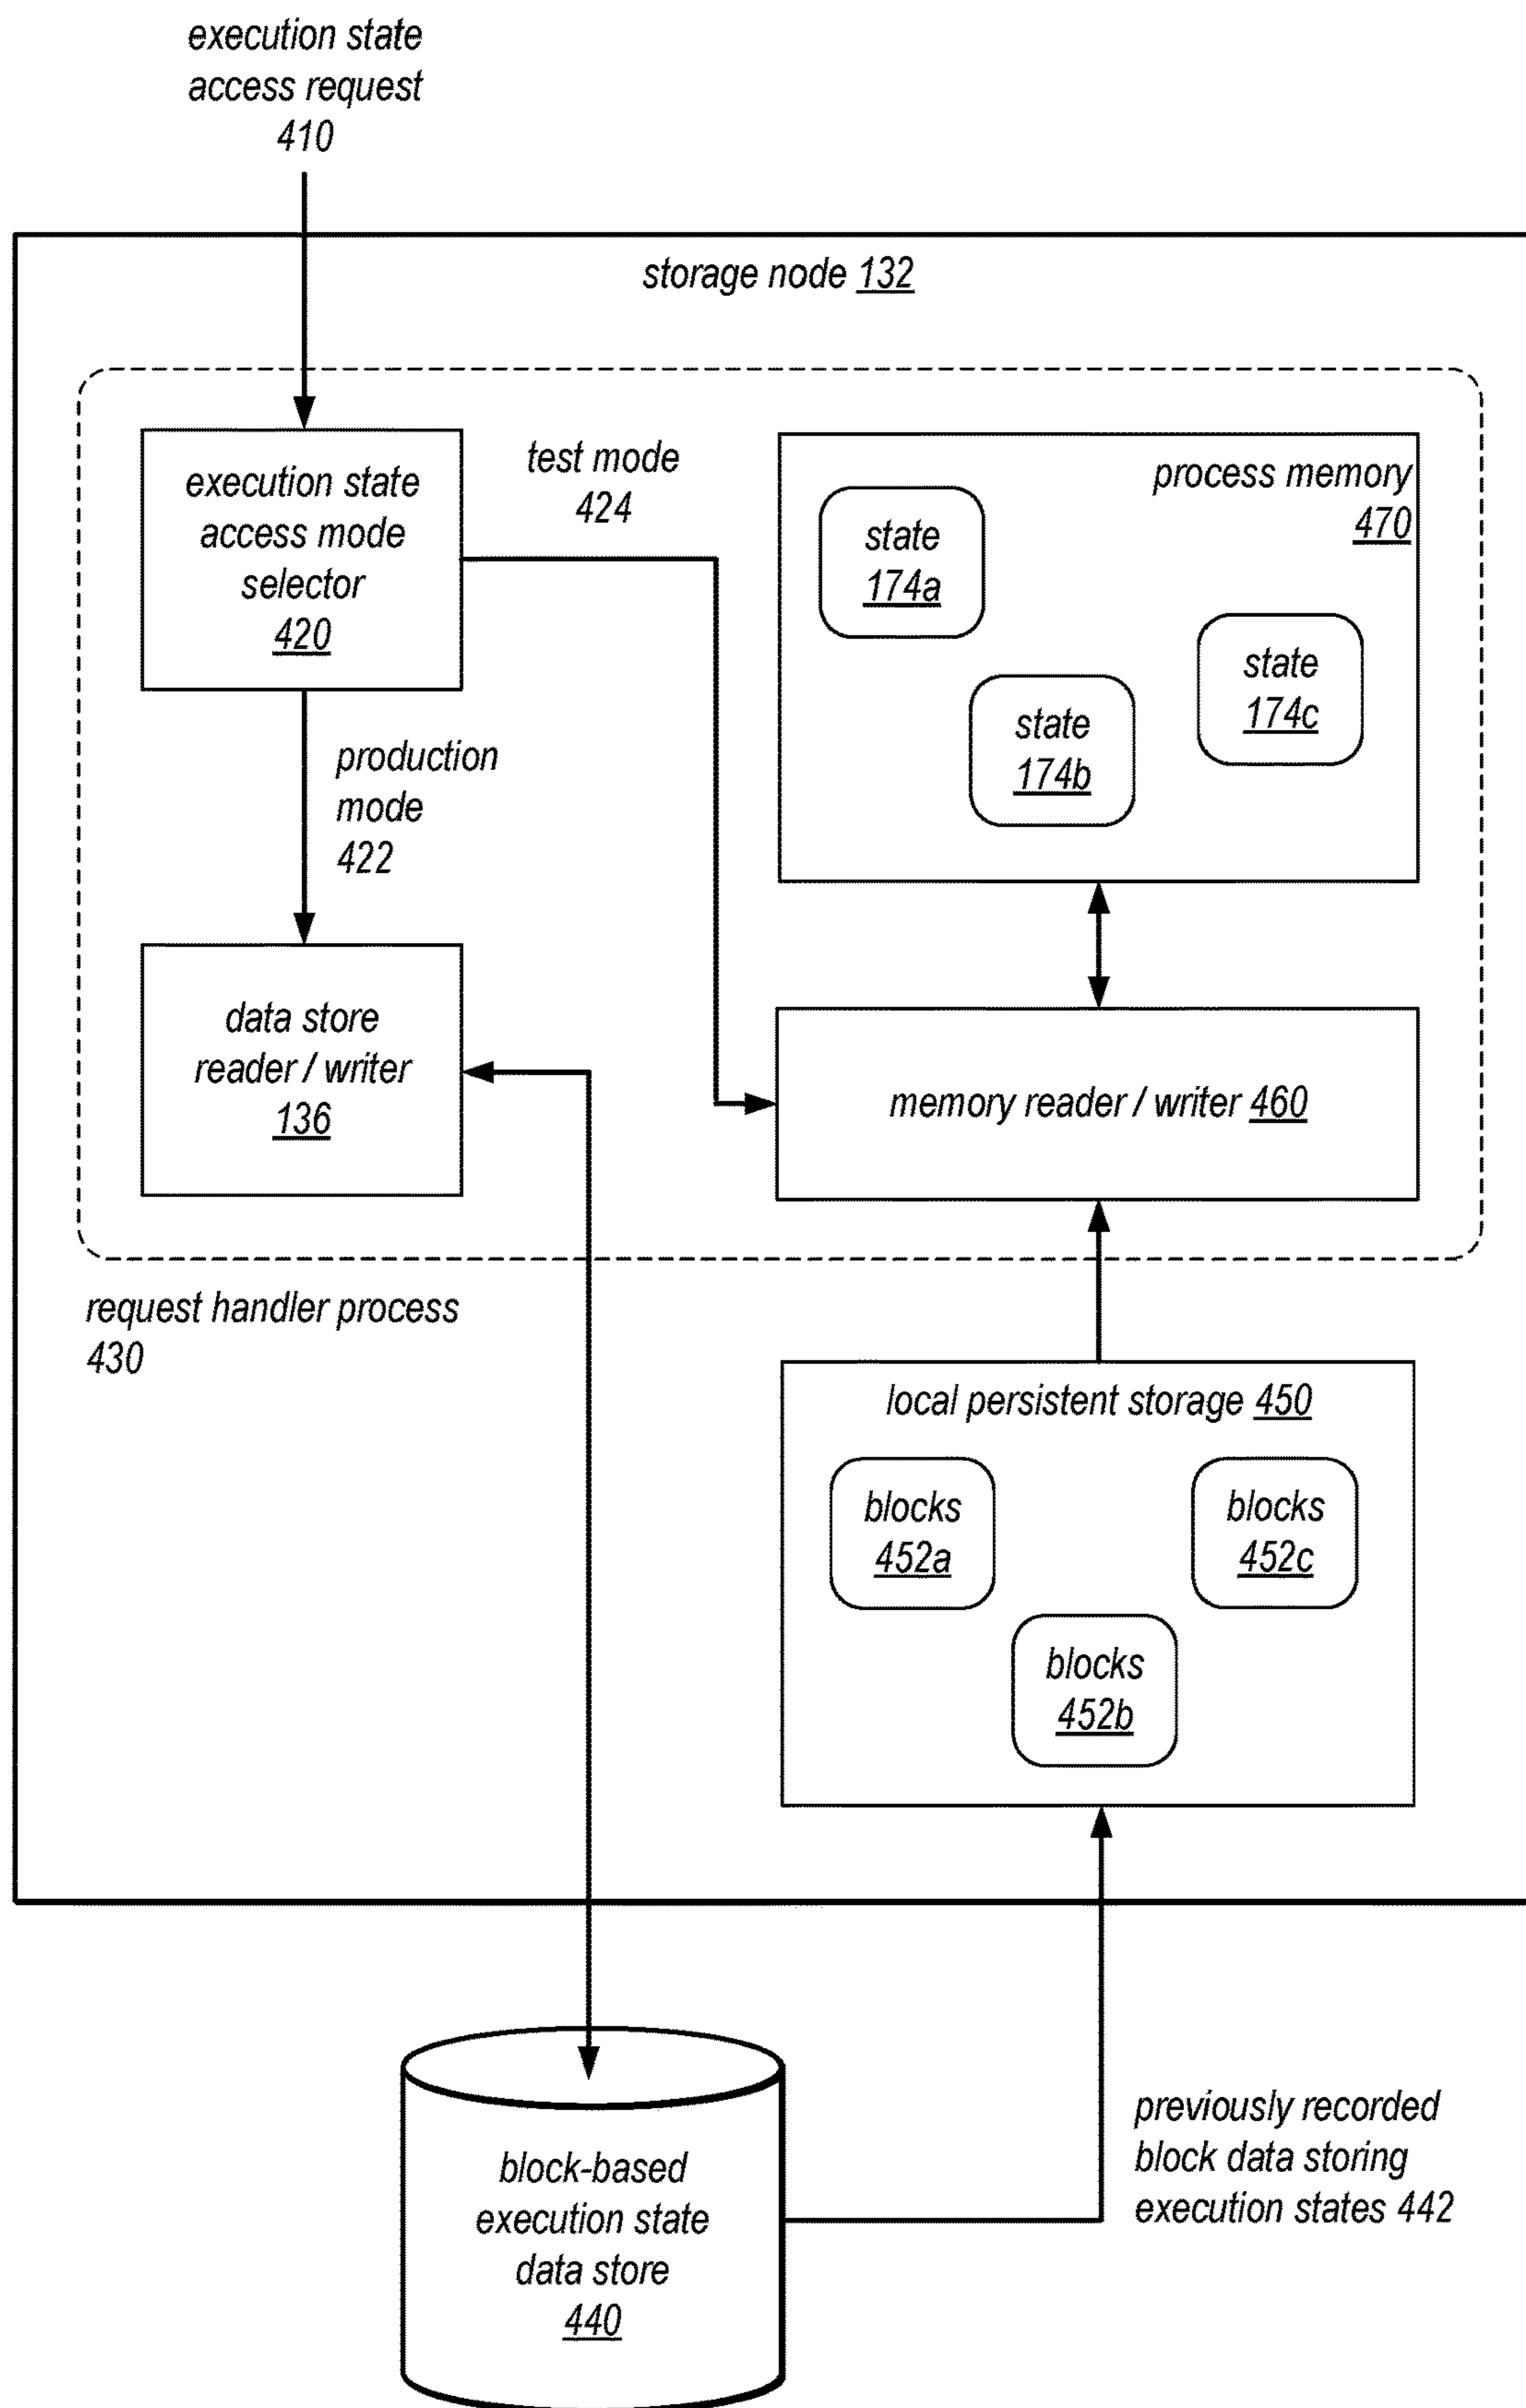 execution state
access request
410
storage node 132
execution state
access mode
selector
420
test mode
424
process memory
470
state
174a
state
174b
state
174c
production
mode
422
data store
reader / writer
136
memory reader / writer 460
request handler process
430
local persistent storage 450
blocks
452a
blocks
452c
blocks
452b
block-based
execution state
data store
440
previously recorded
block data storing
execution states 442